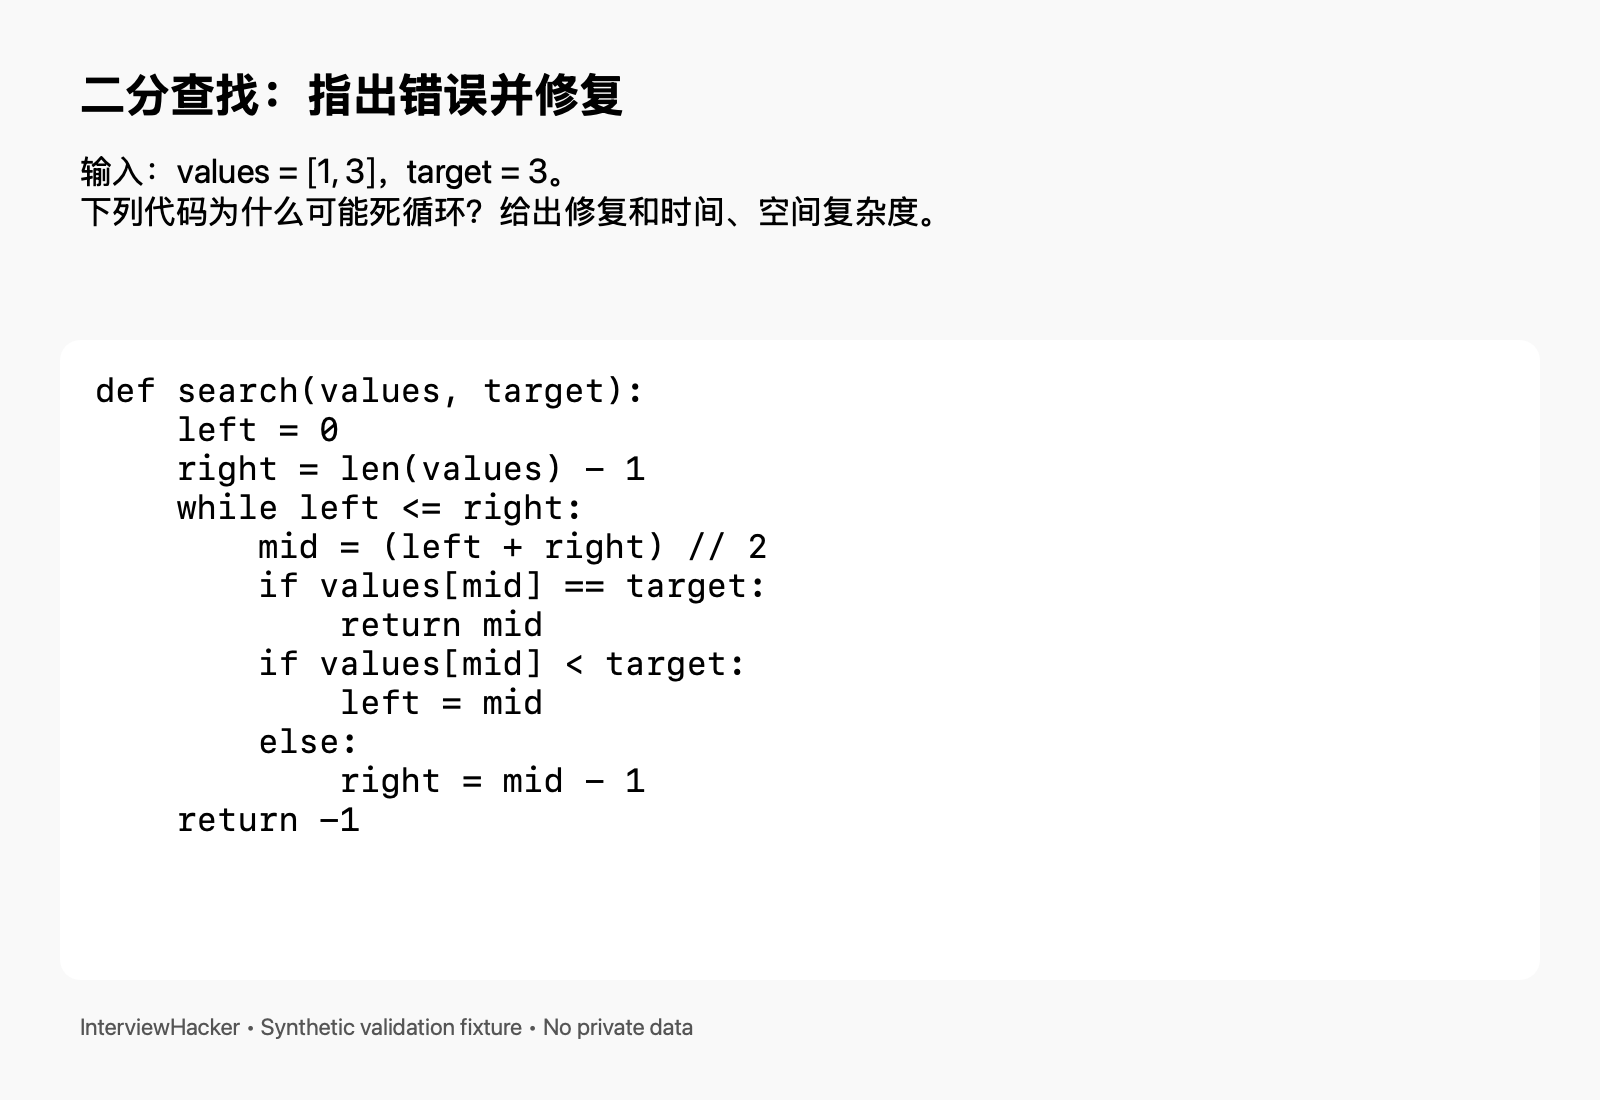 二分查找：指出错误并修复
输入：values = [1, 3]，target = 3。
下列代码为什么可能死循环？给出修复和时间、空间复杂度。
def search(values, target):
    left = 0
    right = len(values) - 1
    while left <= right:
        mid = (left + right) // 2
        if values[mid] == target:
            return mid
        if values[mid] < target:
            left = mid
        else:
            right = mid - 1
    return -1
InterviewHacker • Synthetic validation fixture • No private data